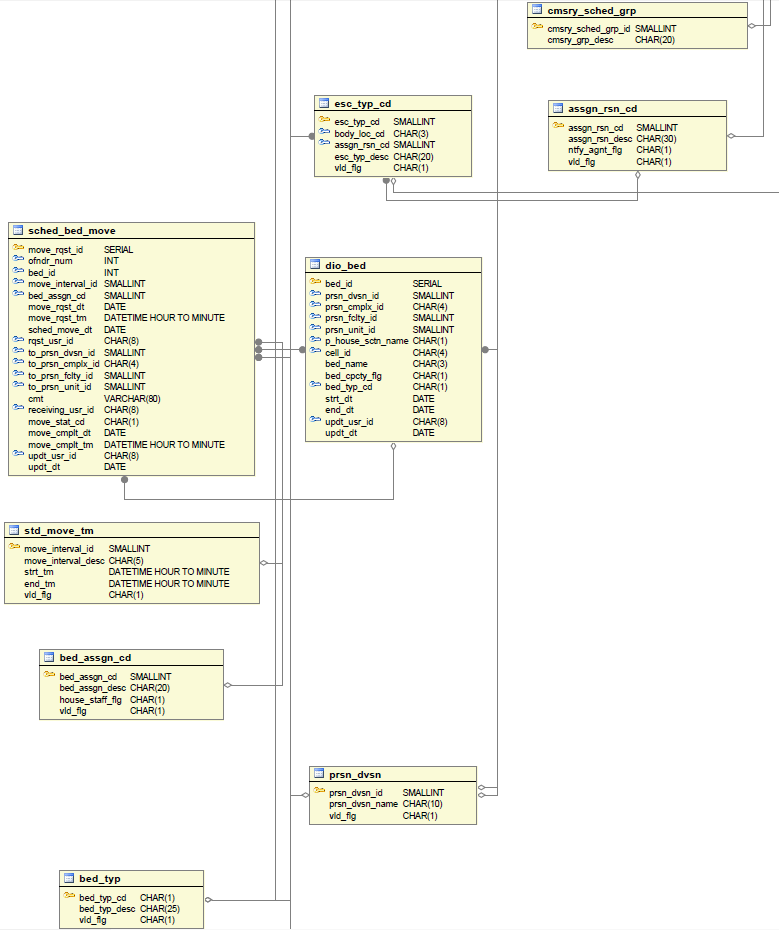 cmsry_sched_grp
cmsry_sched_grp_id SMALLINT
cmsry_grp_desc CHAR(20)
esc_typ_cd
esc_typ_cd SMALLINT
body_loc_cd CHAR(3)
assgn_rsn_cd SMALLINT
esc_typ_desc CHAR(20)
vld_flg CHAR(1)
assgn_rsn_cd
assgn_rsn_cd SMALLINT
assgn_rsn_desc CHAR(30)
ntfy_agnt_flg CHAR(1)
vld_flg CHAR(1)
sched_bed_move
move_rqst_id SERIAL
ofndr_num INT
bed_id INT
move_interval_id SMALLINT
bed_assgn_cd SMALLINT
move_rqst_dt DATE
move_rqst_tm DATETIME HOUR TO MINUTE
sched_move_dt DATE
rqst_usr_id CHAR(8)
to_prsn_dvsn_id SMALLINT
to_prsn_cmplx_id CHAR(4)
to_prsn_fclty_id SMALLINT
to_prsn_unit_id SMALLINT
cmt VARCHAR(80)
receiving_usr_id CHAR(8)
move_stat_cd CHAR(1)
move_cmplt_dt DATE
move_cmplt_tm DATETIME HOUR TO MINUTE
updt_usr_id CHAR(8)
updt_dt DATE
dio_bed
bed_id SERIAL
prsn_dvsn_id SMALLINT
prsn_cmplx_id CHAR(4)
prsn_fclty_id SMALLINT
prsn_unit_id SMALLINT
p_house_sctn_name CHAR(1)
cell_id CHAR(4)
bed_name CHAR(3)
bed_cpcty_flg CHAR(1)
bed_typ_cd CHAR(1)
strt_dt DATE
end_dt DATE
updt_usr_id CHAR(8)
updt_dt DATE
std_move_tm
move_interval_id SMALLINT
move_interval_desc CHAR(5)
strt_tm DATETIME HOUR TO MINUTE
end_tm DATETIME HOUR TO MINUTE
vld_flg CHAR(1)
bed_assgn_cd
bed_assgn_cd SMALLINT
bed_assgn_desc CHAR(20)
house_staff_flg CHAR(1)
vld_flg CHAR(1)
prsn_dvsn
prsn_dvsn_id SMALLINT
prsn_dvsn_name CHAR(10)
vld_flg CHAR(1)
bed_typ
bed_typ_cd CHAR(1)
bed_typ_desc CHAR(25)
vld_flg CHAR(1)